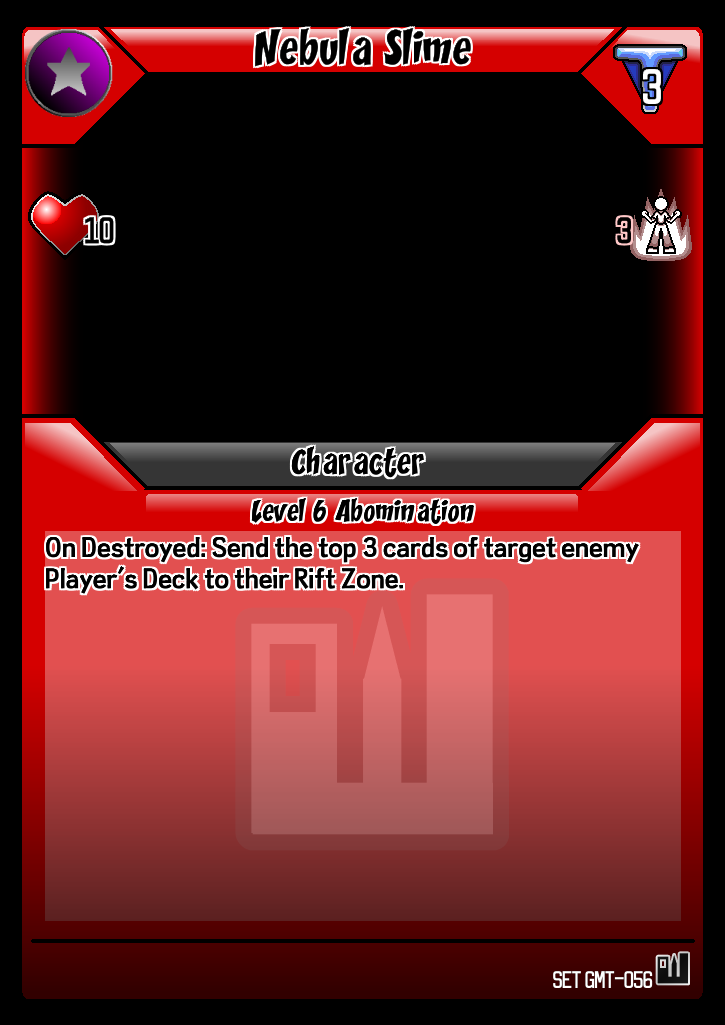 Nebula Slime
3
10
3
Character
Level 6 Abomination
On Destroyed: Send the top 3 cards of target enemy
Player's Deck to their Rift Zone.
SET GMT-056